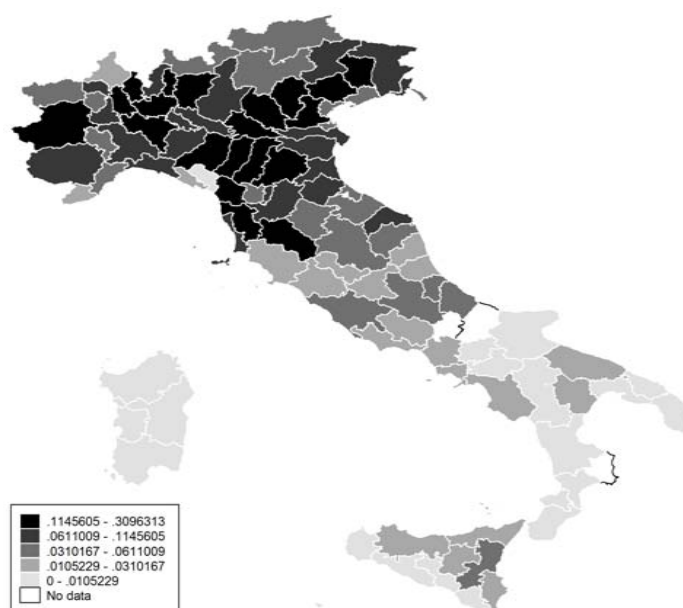 .1145605 - .3096313
.0611009 - .1145605
.0310167 - .0611009
.0105229 - .0310167
0 - .0105229
No data